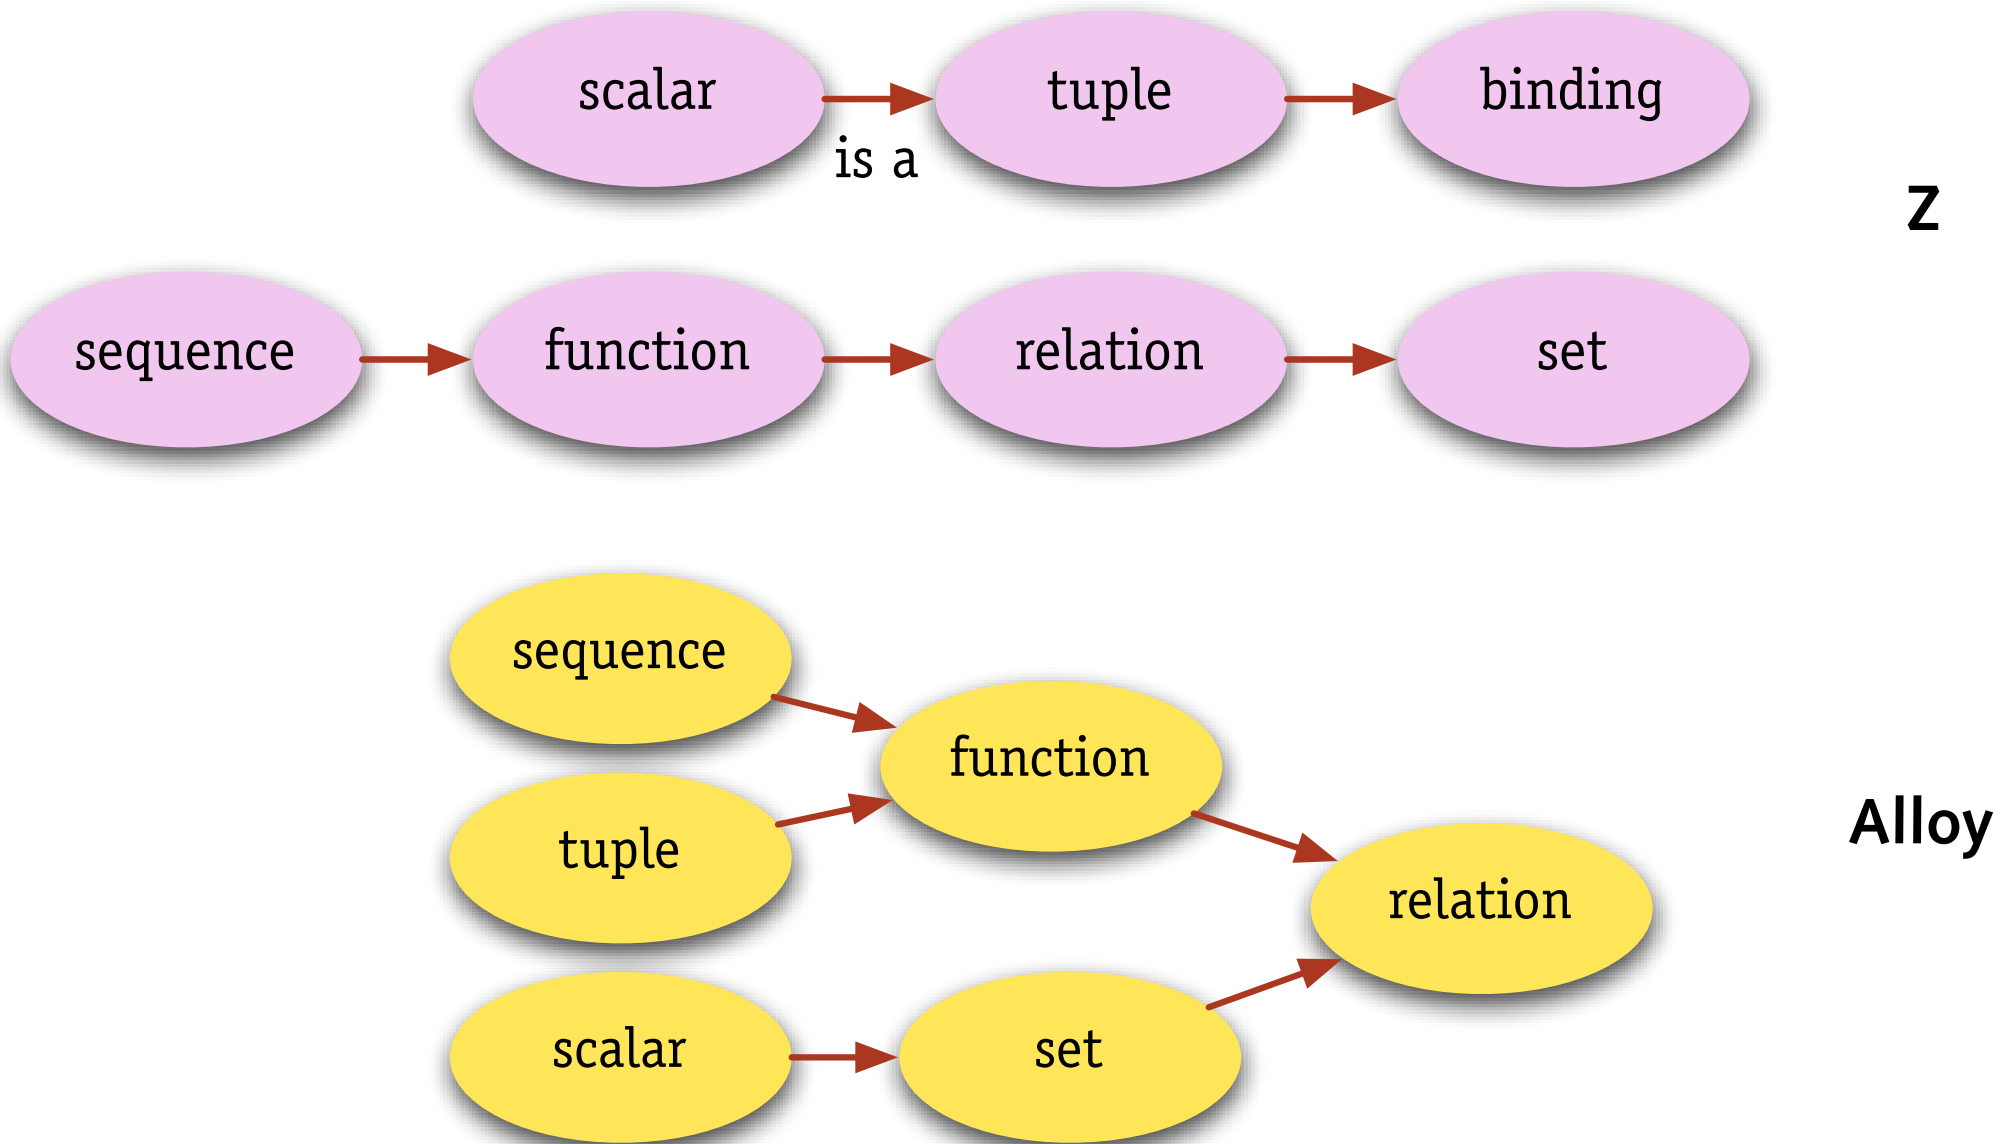 scalar
tuple
binding
is a
Z
sequence
function
relation
set
sequence
function
tuple
Alloy
relation
scalar
set